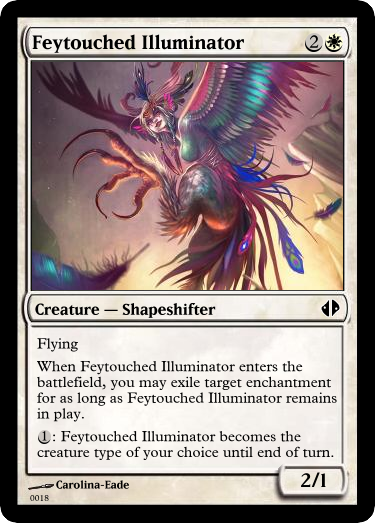 Feytouched Illuminator 2
Creature — Shapeshifter
Flying
When Feytouched Illuminator enters the
battlefield, you may exile target enchantment
for as long as Feytouched Illuminator remains
in play.
1: Feytouched Illuminator becomes the
creature type of your choice until end of turn.
2/1
Carolina-Eade
0018